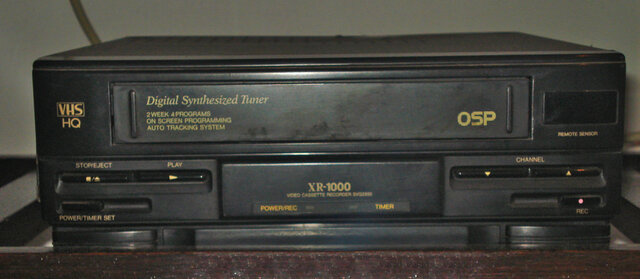 VHS
HQ
Digital Synthesized Tuner
2 WEEK 4 PROGRAMS
ON SCREEN PROGRAMMING
AUTO TRACKING SYSTEM
OSP
REMOTE SENSOR
STOP/EJECT
PLAY
CHANNEL
XR-1000
VIDEO CASSETTE RECORDER
POWER/REC
TIMER
POWER/TIMER SET
REC